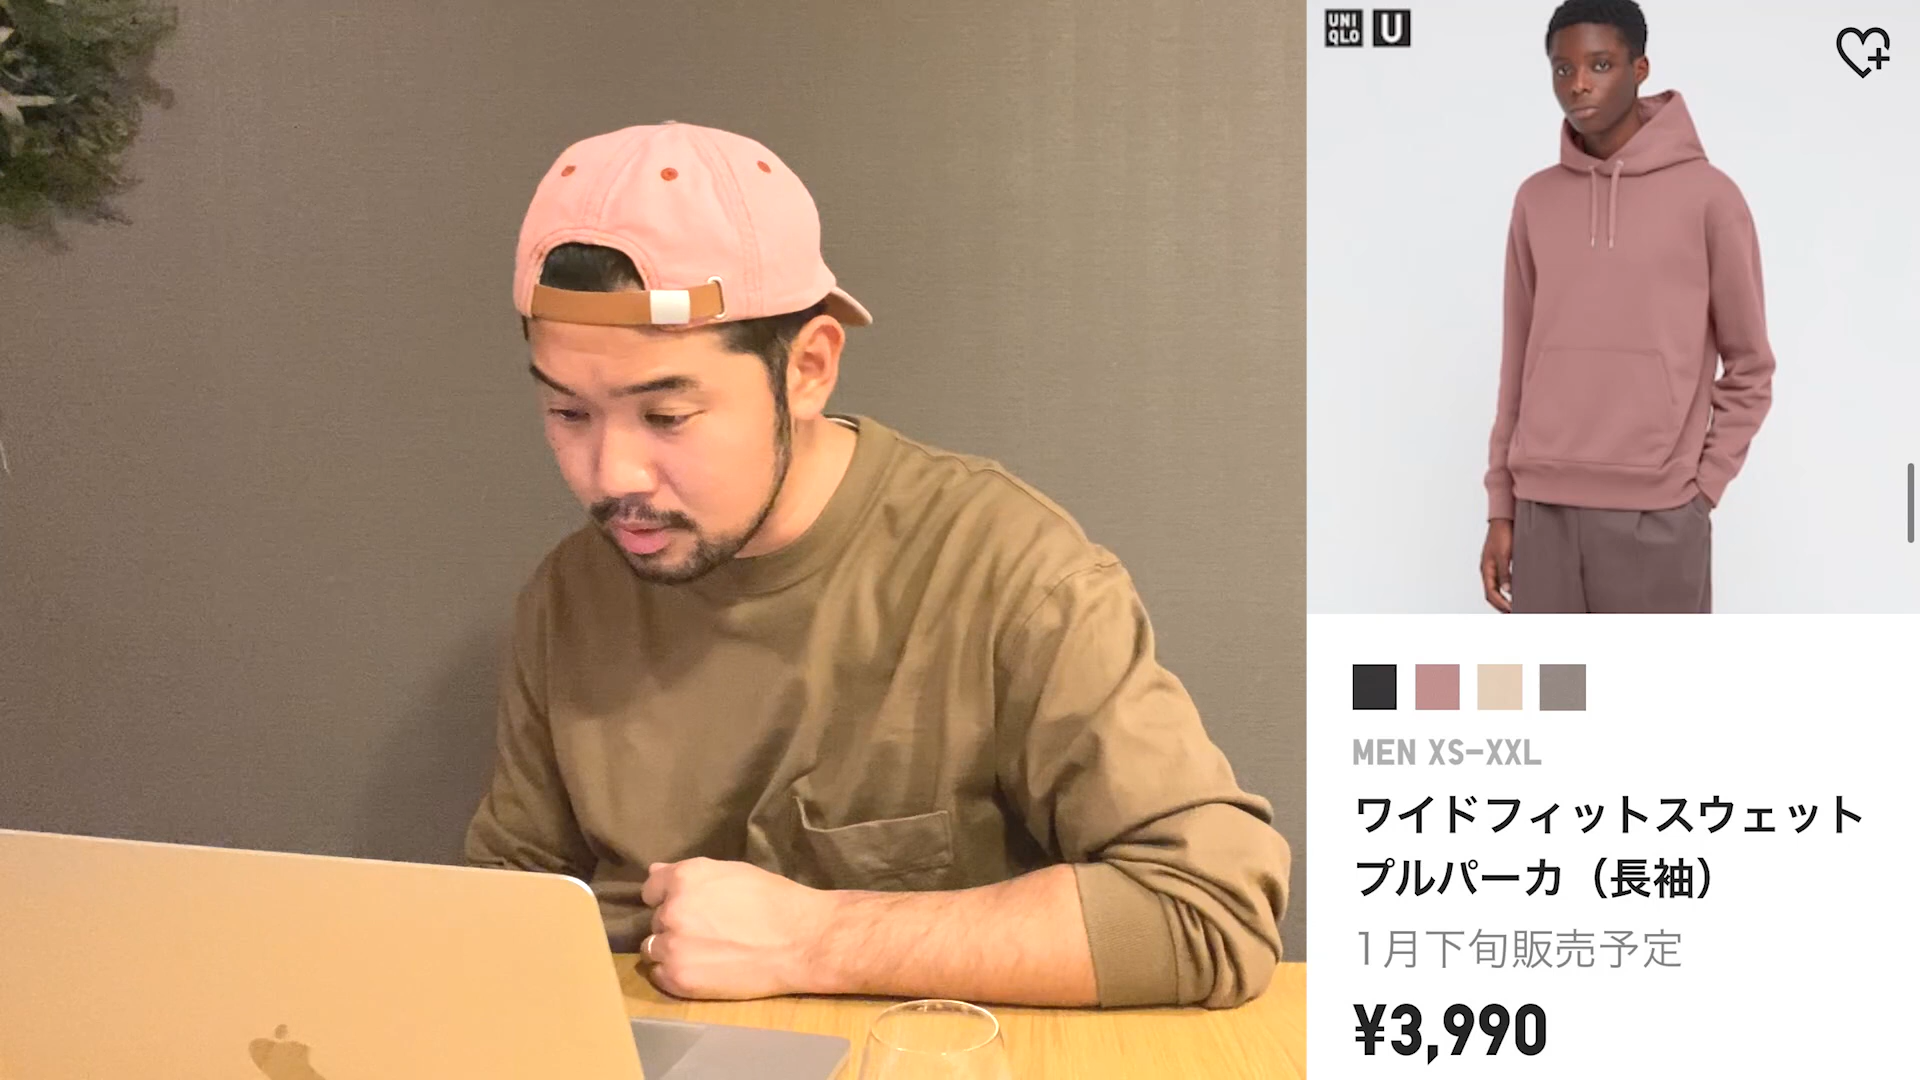 UNI
QLO
U
MEN XS-XXL
ワイドフィットスウェット
プルパーカ（長袖）
1月下旬販売予定
¥3,990